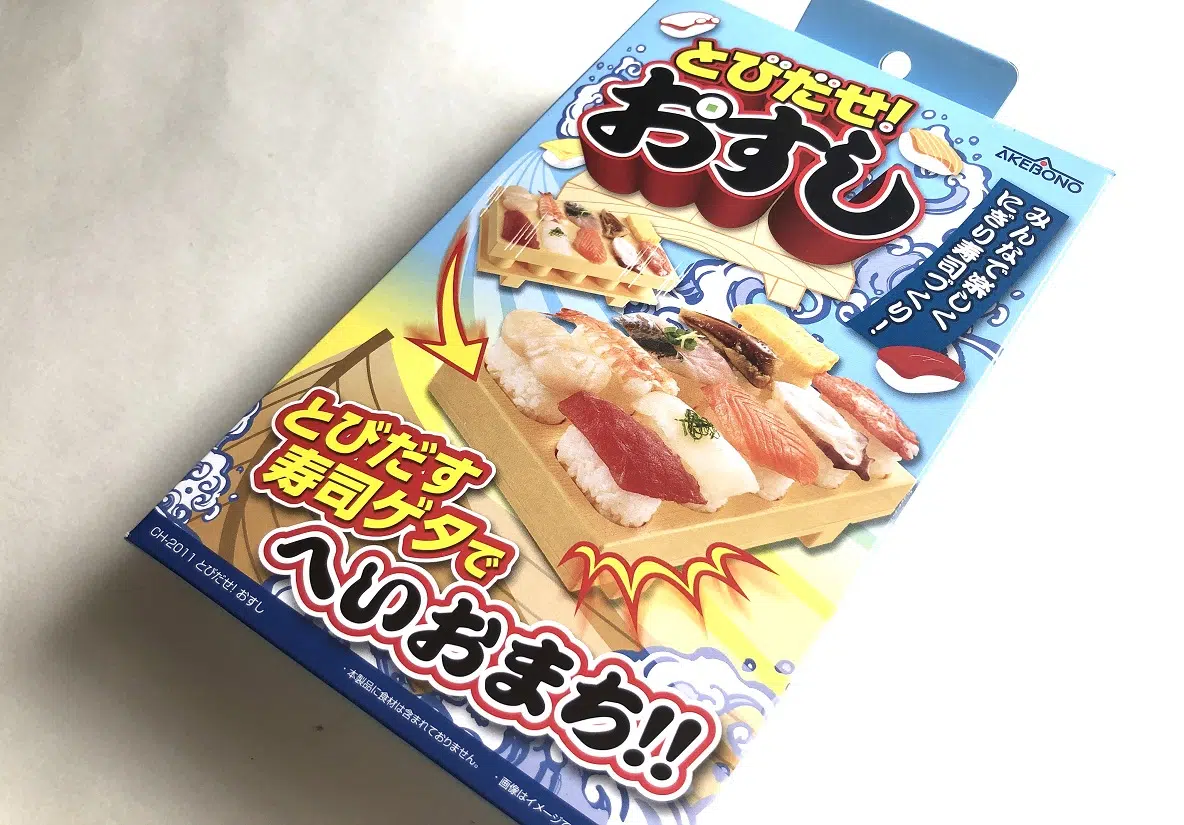 とびだせ!
おすし
AKEBONO
みんなで楽しく
にぎり寿司づくり!
とびだす
寿司ゲタで
へいおまち!!
CH-2011 とびだせ! おすし
・本製品に食材は含まれておりません。
・画像はイメージで